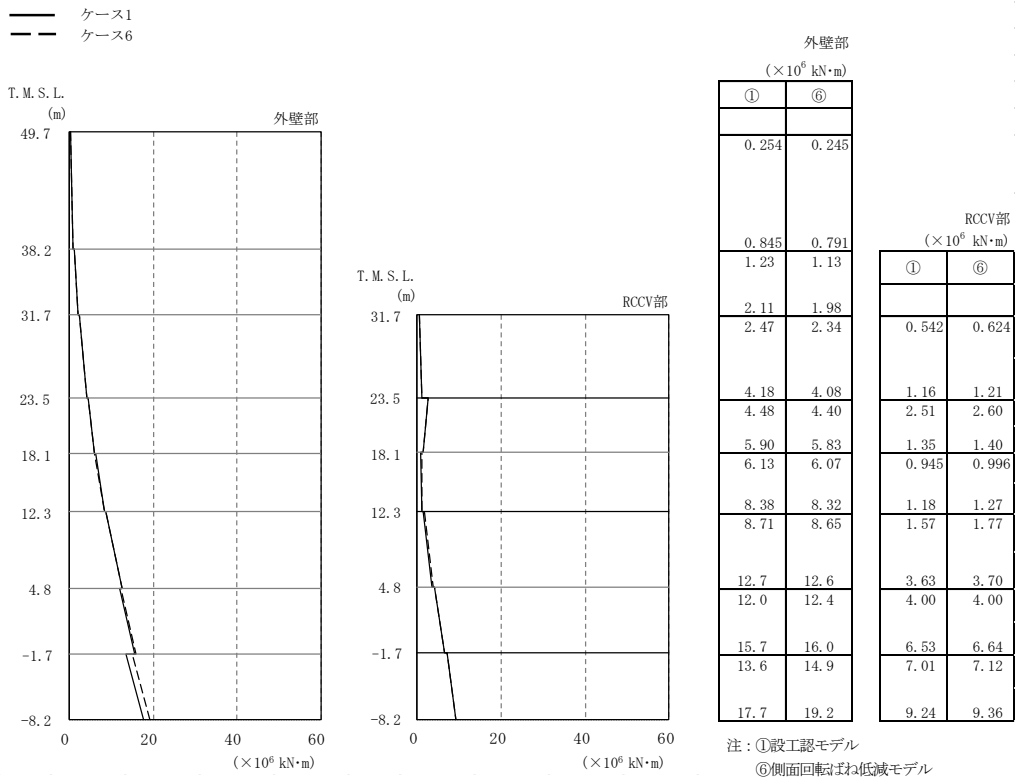 ケース1
ケース6
T.M.S.L.
(m)
外壁部
49.7
38.2
31.7
23.5
18.1
12.3
4.8
-1.7
-8.2
0 20 40 60
(×10⁶ kN・m)
T.M.S.L.
(m)
RCCV部
31.7
23.5
18.1
12.3
4.8
-1.7
-8.2
0 20 40 60
(×10⁶ kN・m)
外壁部
(×10⁶ kN・m)
① ⑥
0.254 0.245
0.845 0.791
1.23 1.13
2.11 1.98
2.47 2.34
4.18 4.08
4.48 4.40
5.90 5.83
6.13 6.07
8.38 8.32
8.71 8.65
12.7 12.6
12.0 12.4
15.7 16.0
13.6 14.9
17.7 19.2
RCCV部
(×10⁶ kN・m)
① ⑥
0.542 0.624
1.16 1.21
2.51 2.60
1.35 1.40
0.945 0.996
1.18 1.27
1.57 1.77
3.63 3.70
4.00 4.00
6.53 6.64
7.01 7.12
9.24 9.36
注：①設工認モデル
⑥側面回転ばね低減モデル